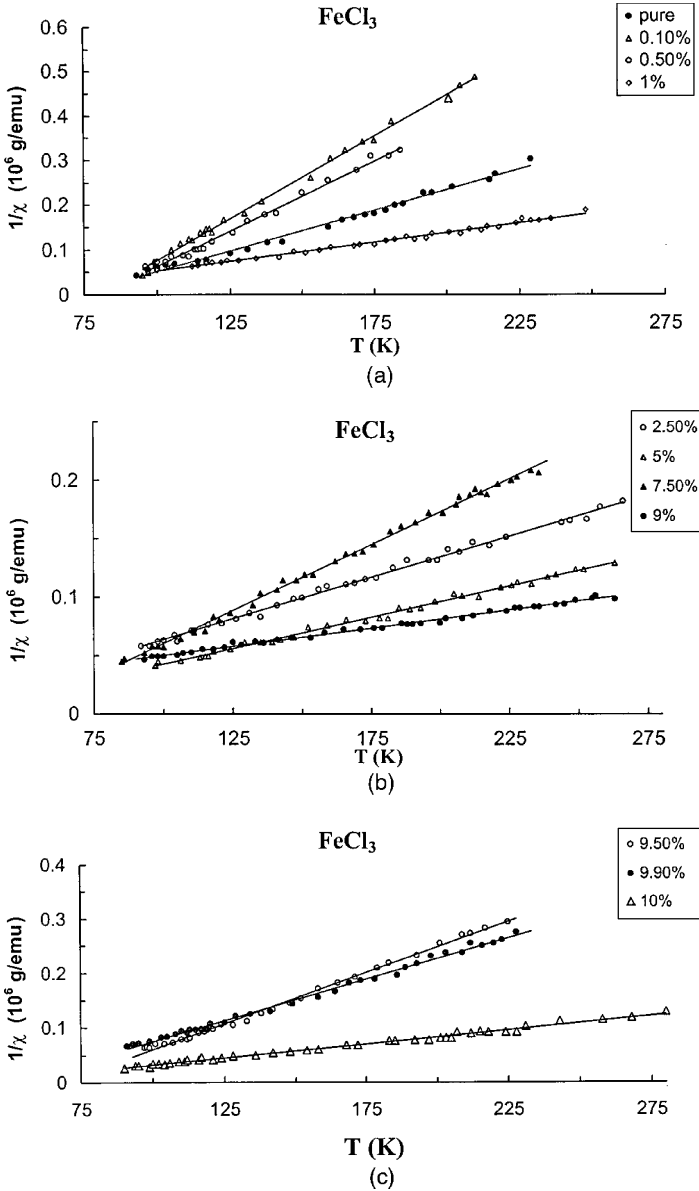 FeCl3
pure
0.10%
0.50%
1%
0.6
0.5
0.4
0.3
0.2
0.1
0
1/χ (10^6 g/emu)
75 125 175 225 275
T (K)
(a)
FeCl3
2.50%
5%
7.50%
9%
0.2
0.1
0
1/χ (10^6 g/emu)
75 125 175 225 275
T (K)
(b)
FeCl3
9.50%
9.90%
10%
0.4
0.3
0.2
0.1
0
1/χ (10^6 g/emu)
75 125 175 225 275
T (K)
(c)